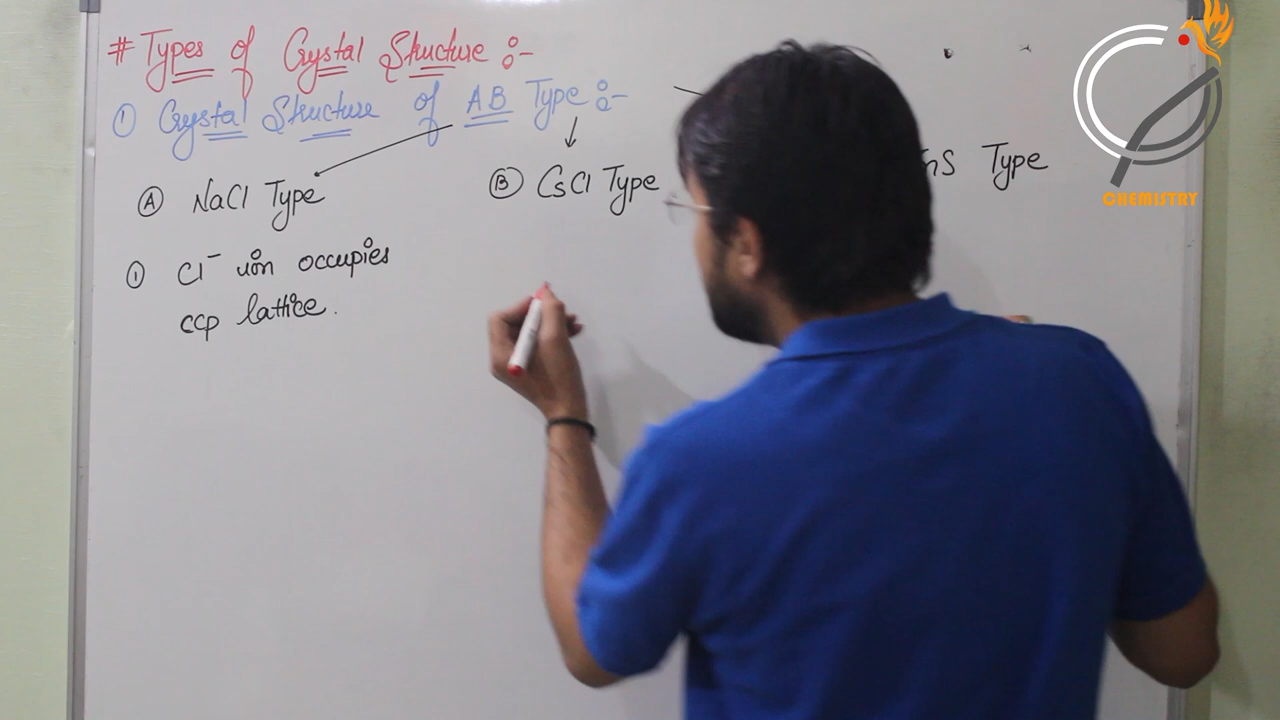 # Types of Crystal Structure :-
① Crystal Structure of AB Type :-
Ⓐ NaCl Type
Ⓑ CsCl Type
Type
① Cl⁻ ion occupies
ccp lattice.
CHEMISTRY